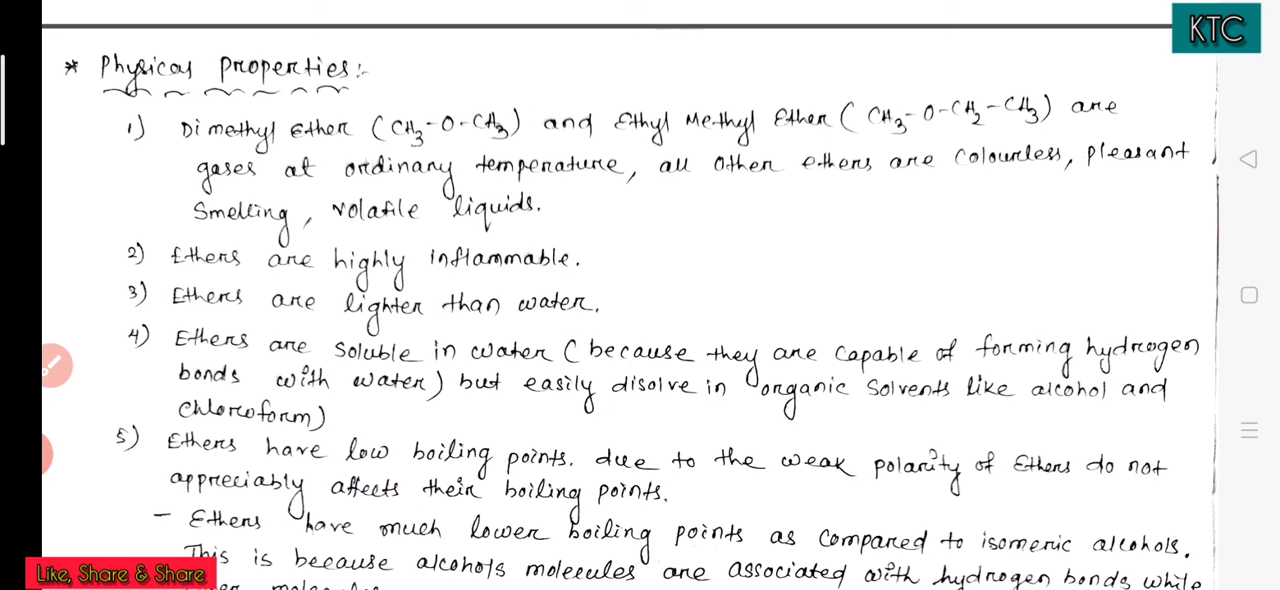 KTC
* Physical Properties:-
1) Dimethyl Ether (CH3-O-CH3) and Ethyl Methyl Ether (CH3-O-CH2-CH3) are
gases at ordinary temperature, all other ethers are colourless, pleasant
smelling, volatile liquids.
2) Ethers are highly inflammable.
3) Ethers are lighter than water.
4) Ethers are soluble in water (because they are capable of forming hydrogen
bonds with water) but easily disolve in organic solvents like alcohol and
chloroform)
5) Ethers have low boiling points. due to the weak polarity of Ethers do not
appreciably affects their boiling points.
- Ethers have much lower boiling points as compared to isomeric alcohols.
This is because alcohols molecules are associated with hydrogen bonds while
Like, Share & Share
molecules